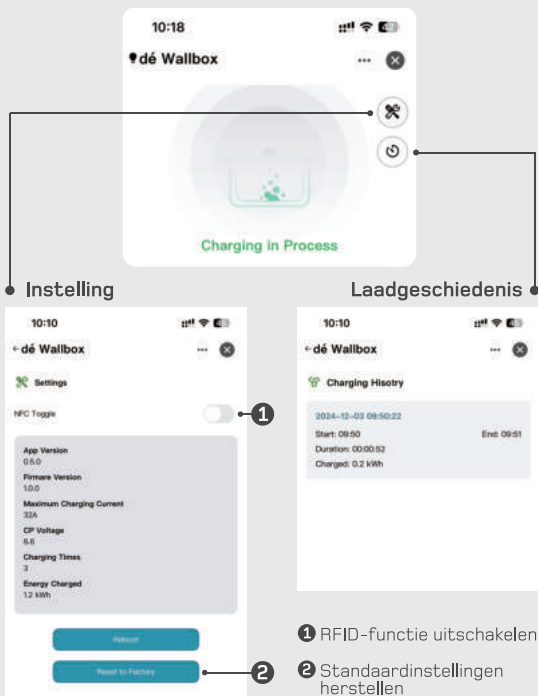 10:18
dé Wallbox
Charging in Process
Instelling
Laadgeschiedenis
10:10
dé Wallbox
Settings
NFC Toggle
1
App Version
0.5.0
Firmare Version
1.0.0
Maximum Charging Current
32A
CP Voltage
6.6
Charging Times
3
Energy Charged
1.2 kWh
Reboot
Reset to Factory
2
10:10
dé Wallbox
Charging Hisotry
2024-12-03 09:50:22
Start: 09:50 End: 09:51
Duration: 00:00:52
Charged: 0.2 kWh
1 RFID-functie uitschakelen
2 Standaardinstellingen
herstellen